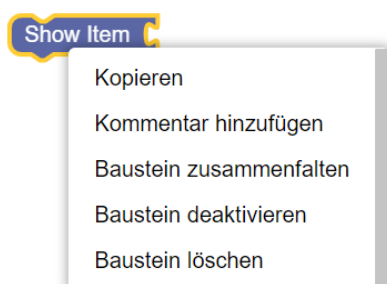 Show Item
Kopieren
Kommentar hinzufügen
Baustein zusammenfalten
Baustein deaktivieren
Baustein löschen